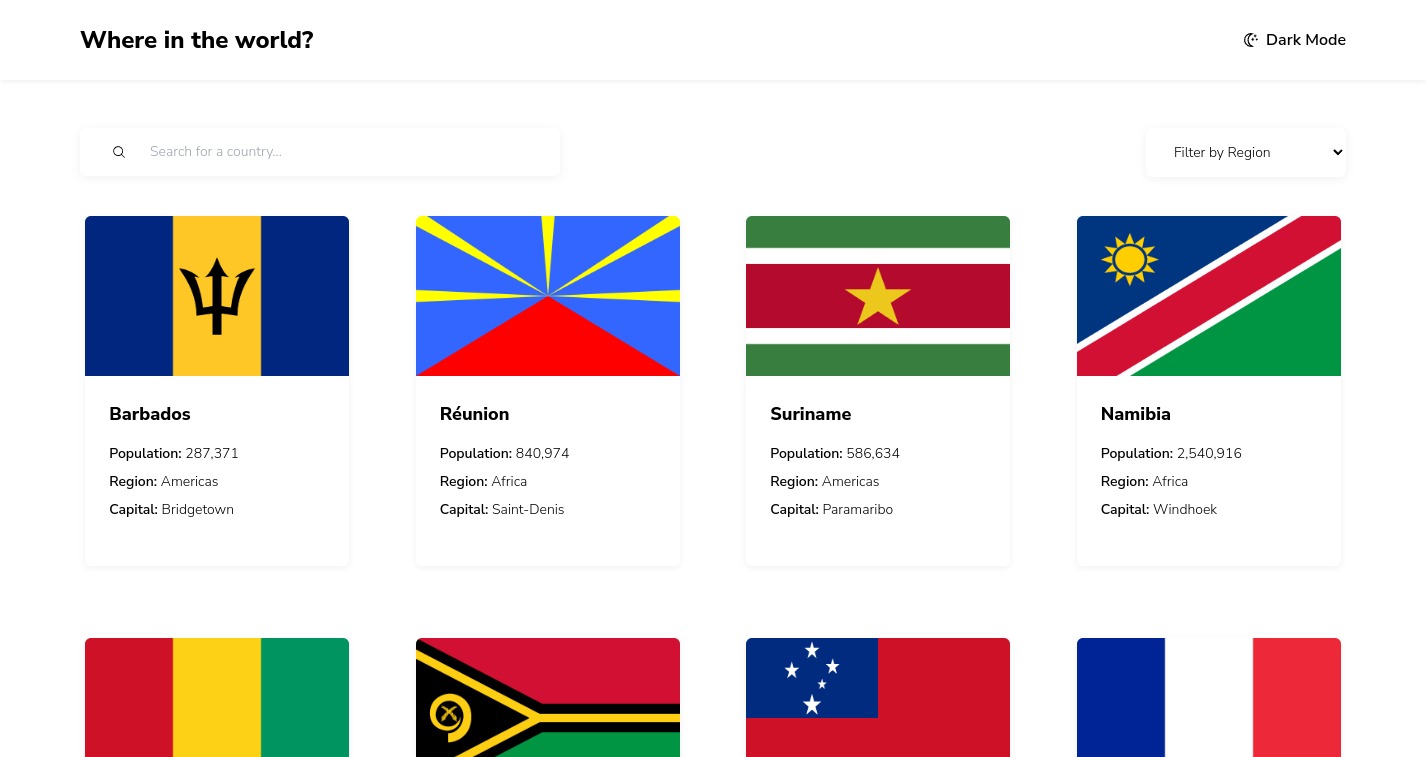 Where in the world?
Dark Mode
Search for a country...
Filter by Region
Barbados
Population: 287,371
Region: Americas
Capital: Bridgetown
Réunion
Population: 840,974
Region: Africa
Capital: Saint-Denis
Suriname
Population: 586,634
Region: Americas
Capital: Paramaribo
Namibia
Population: 2,540,916
Region: Africa
Capital: Windhoek